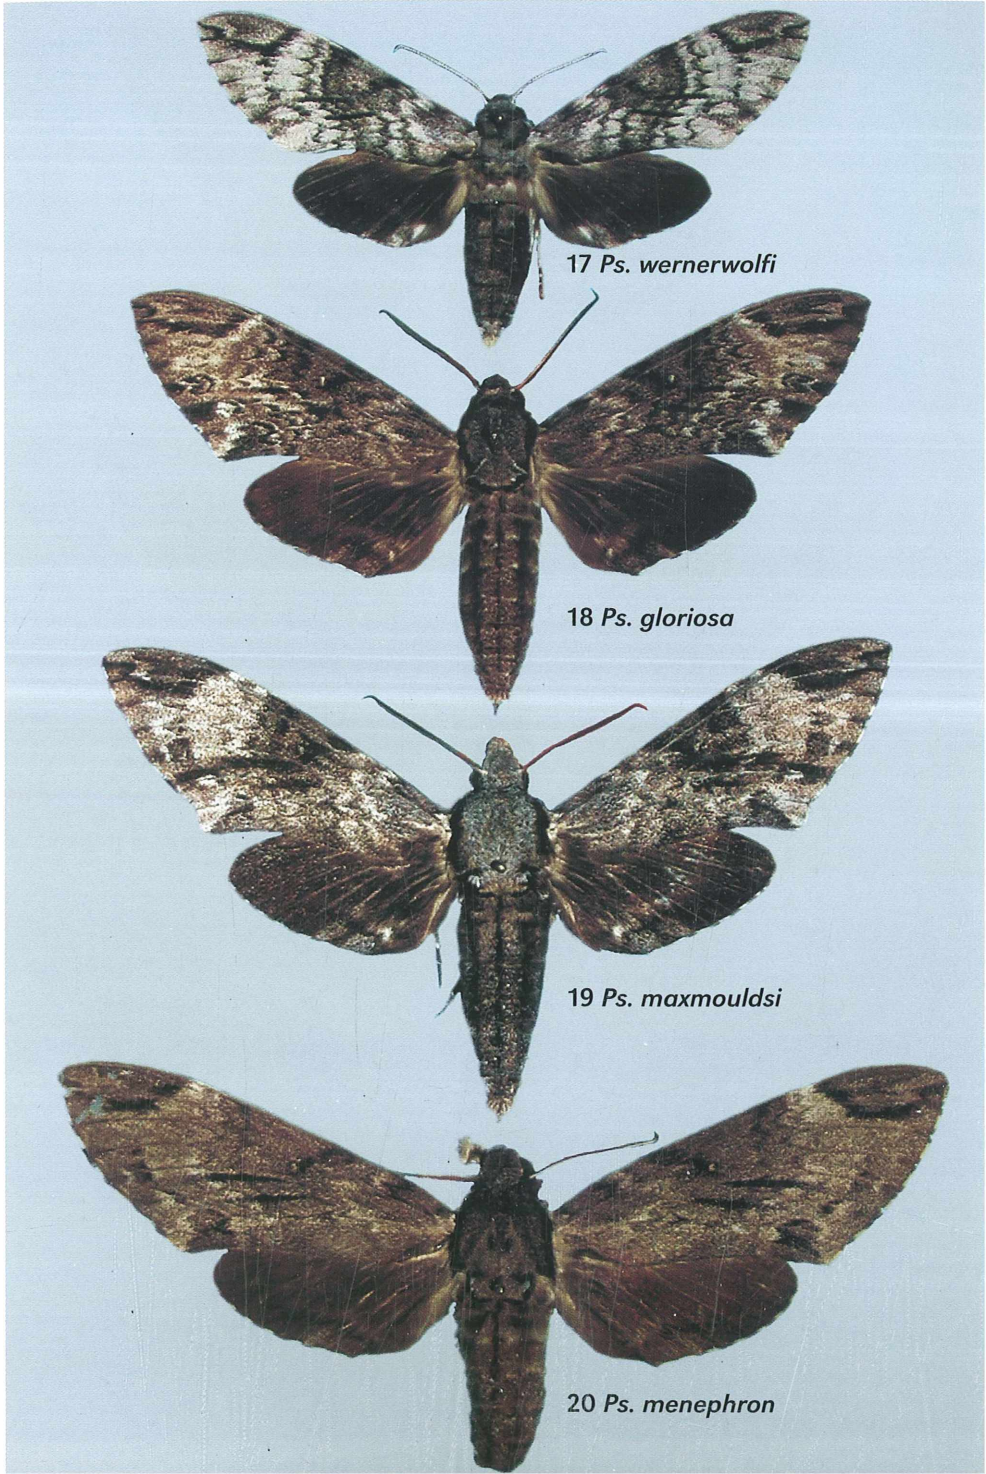 17 Ps. wernerwolfi
18 Ps. gloriosa
19 Ps. maxmouldsi
20 Ps. menephron